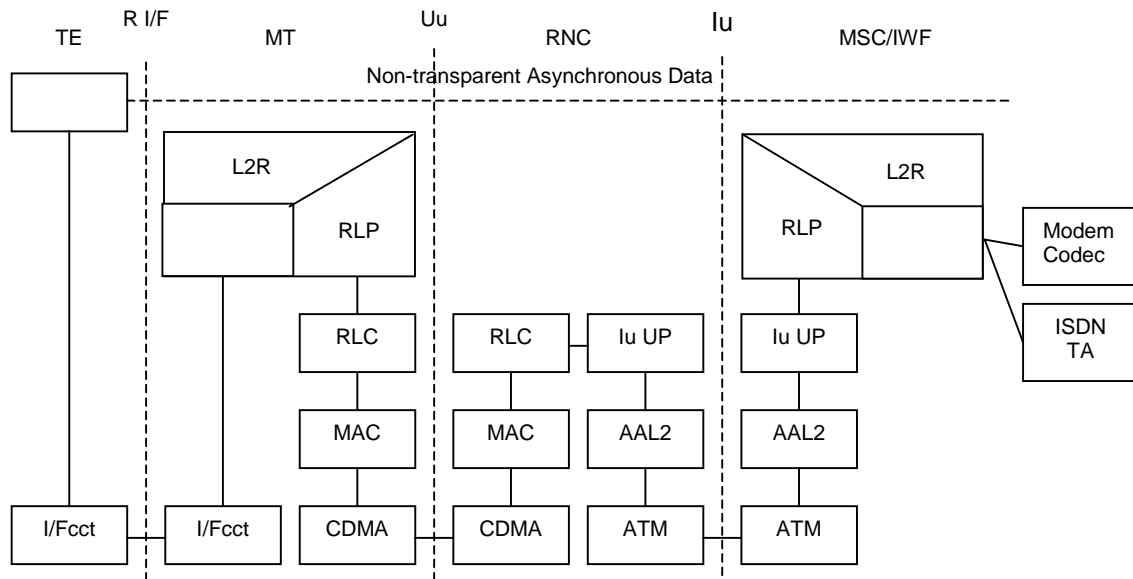 R I/F
Uu
Iu
TE
MT
RNC
MSC/IWF
Non-transparent Asynchronous Data
L2R
RLP
L2R
RLP
Modem
Codec
ISDN
TA
RLC
RLC
Iu UP
Iu UP
MAC
MAC
AAL2
AAL2
I/Fcct
I/Fcct
CDMA
CDMA
ATM
ATM